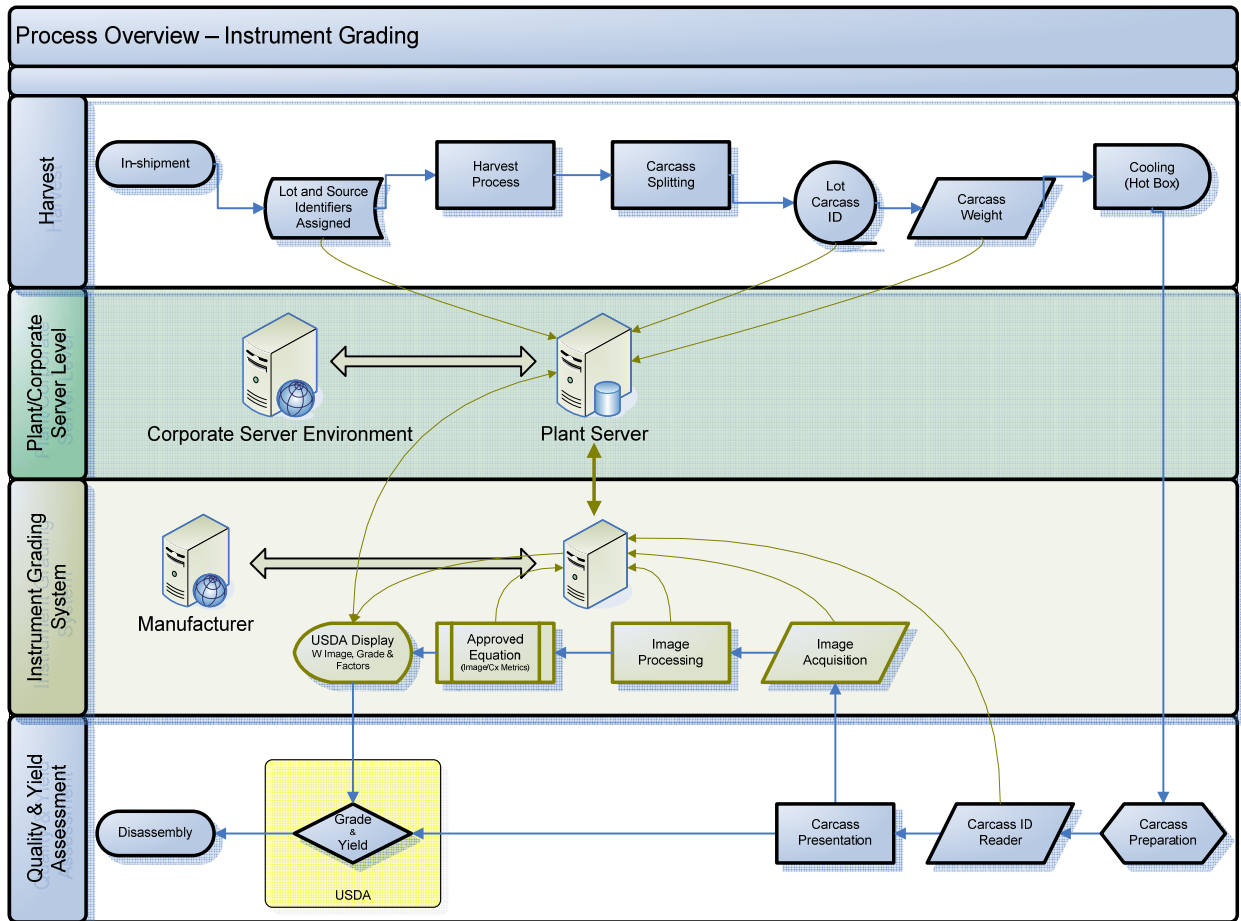 Process Overview – Instrument Grading
Harvest
In-shipment
Lot and Source
Identifiers
Assigned
Harvest
Process
Carcass
Splitting
Lot
Carcass
ID
Carcass
Weight
Cooling
(Hot Box)
Plant/Corporate
Server Level
Corporate Server Environment
Plant Server
Instrument Grading
System
Manufacturer
USDA Display
W Image, Grade &
Factors
Approved
Equation
(Image/Cx Metrics)
Image
Processing
Image
Acquisition
Quality & Yield
Assessment
Disassembly
Grade
&
Yield
USDA
Carcass
Presentation
Carcass ID
Reader
Carcass
Preparation